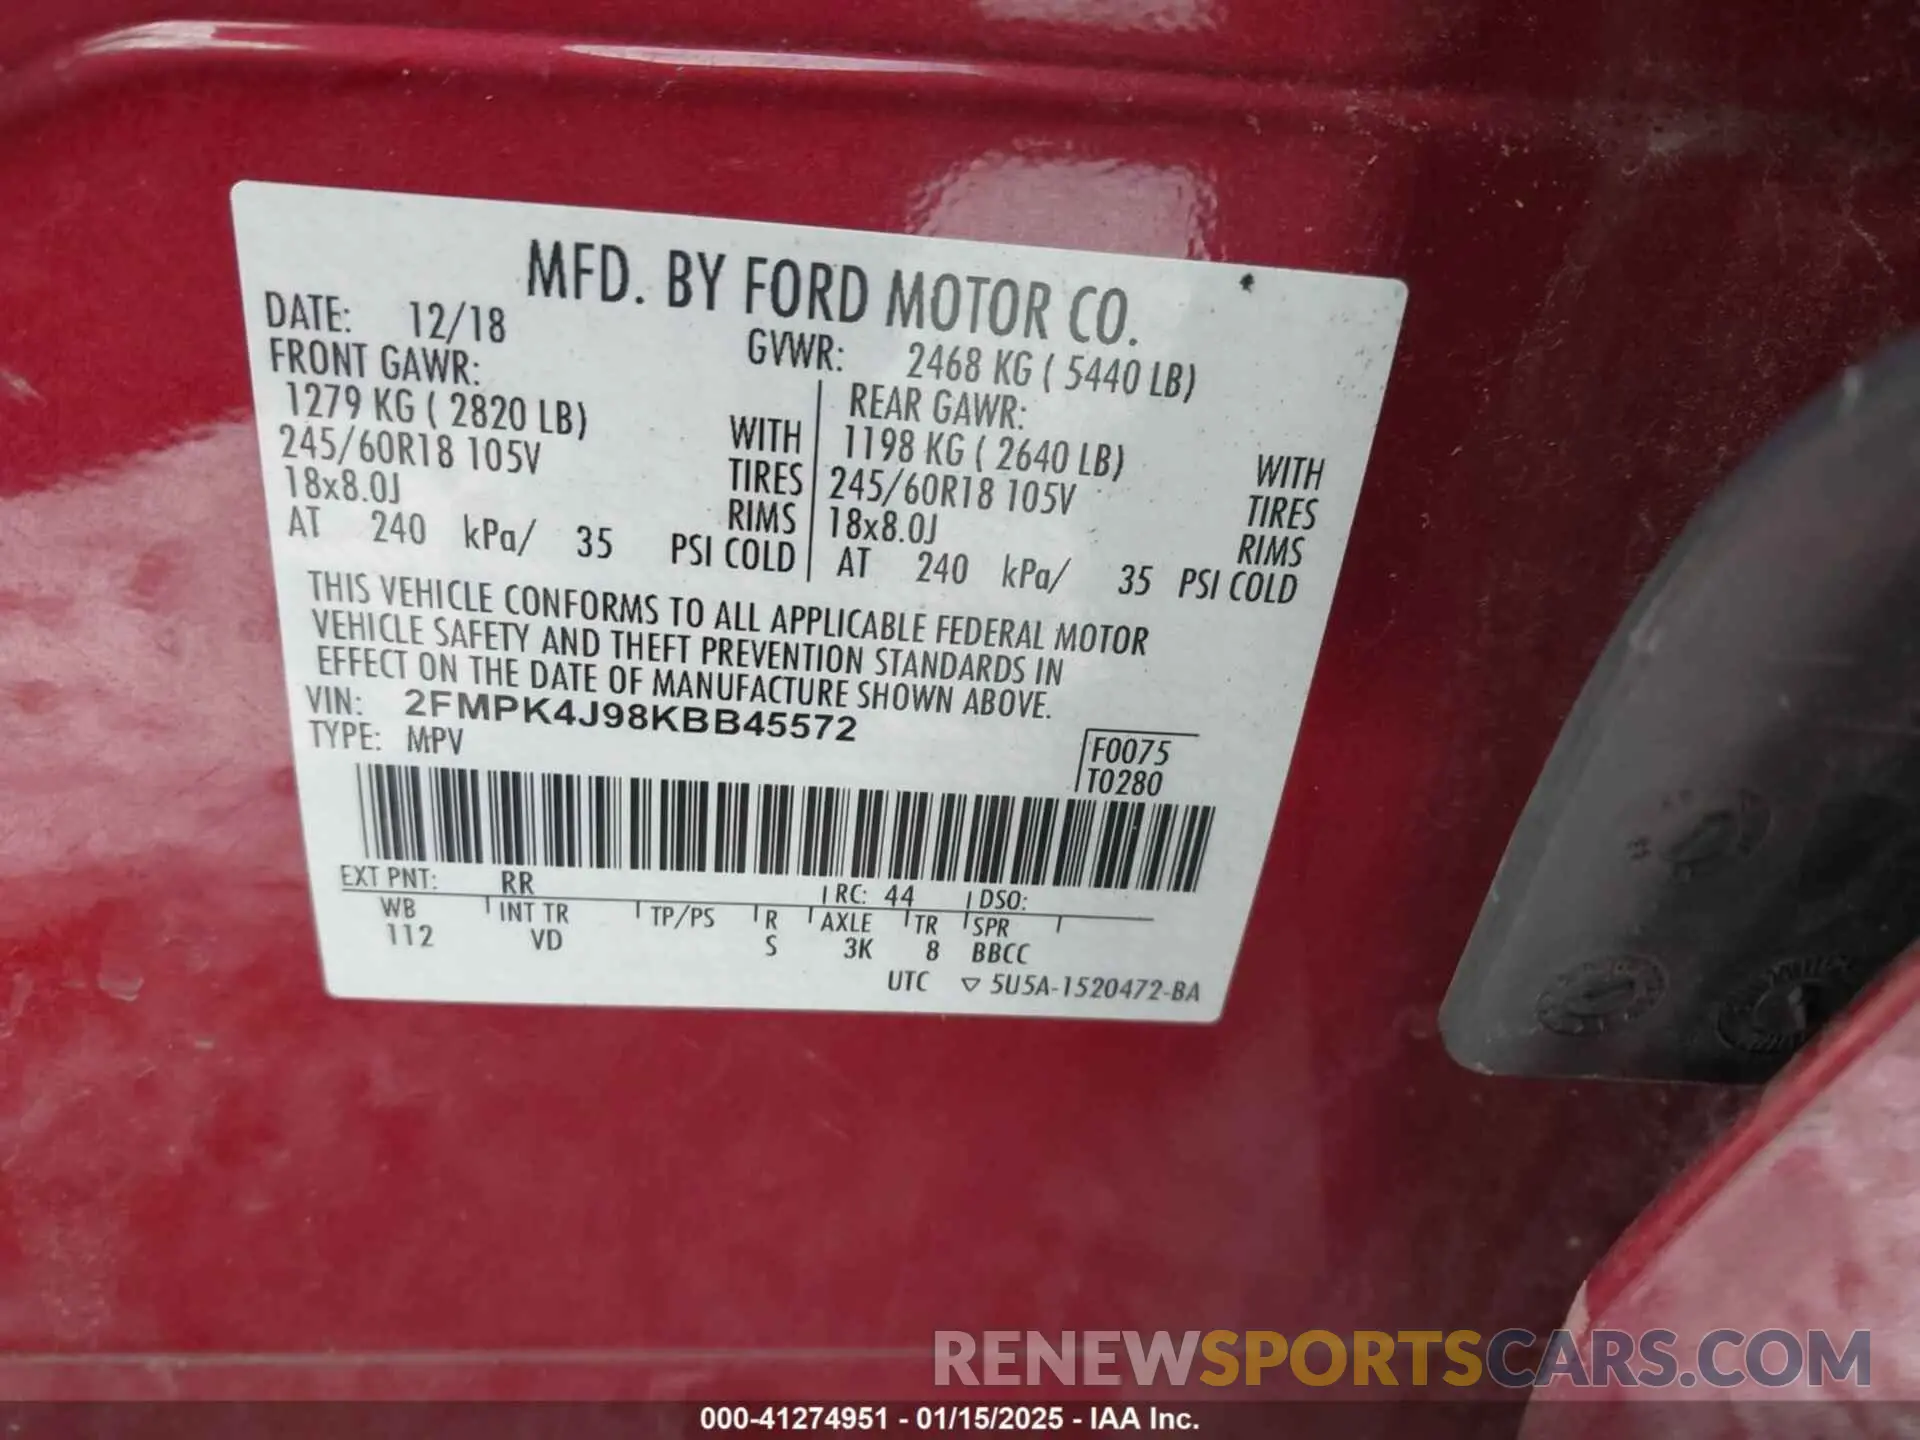 MFD. BY FORD MOTOR CO.
DATE: 12/18 GVWR: 2468 KG ( 5440 LB)
FRONT GAWR: REAR GAWR:
1279 KG ( 2820 LB) WITH 1198 KG ( 2640 LB) WITH
245/60R18 105V TIRES 245/60R18 105V TIRES
18x8.0J RIMS 18x8.0J RIMS
AT 240 kPa/ 35 PSI COLD AT 240 kPa/ 35 PSI COLD
THIS VEHICLE CONFORMS TO ALL APPLICABLE FEDERAL MOTOR
VEHICLE SAFETY AND THEFT PREVENTION STANDARDS IN
EFFECT ON THE DATE OF MANUFACTURE SHOWN ABOVE.
VIN: 2FMPK4J98KBB45572
TYPE: MPV
F0075
T0280
EXT PNT: RR RC: 44 DSO:
WB INT TR TP/PS R AXLE TR SPR
112 VD S 3K 8 BBCC
UTC ▽ 5U5A-1520472-BA
RENEWSPORTSCARS.COM
000-41274951 - 01/15/2025 - IAA Inc.